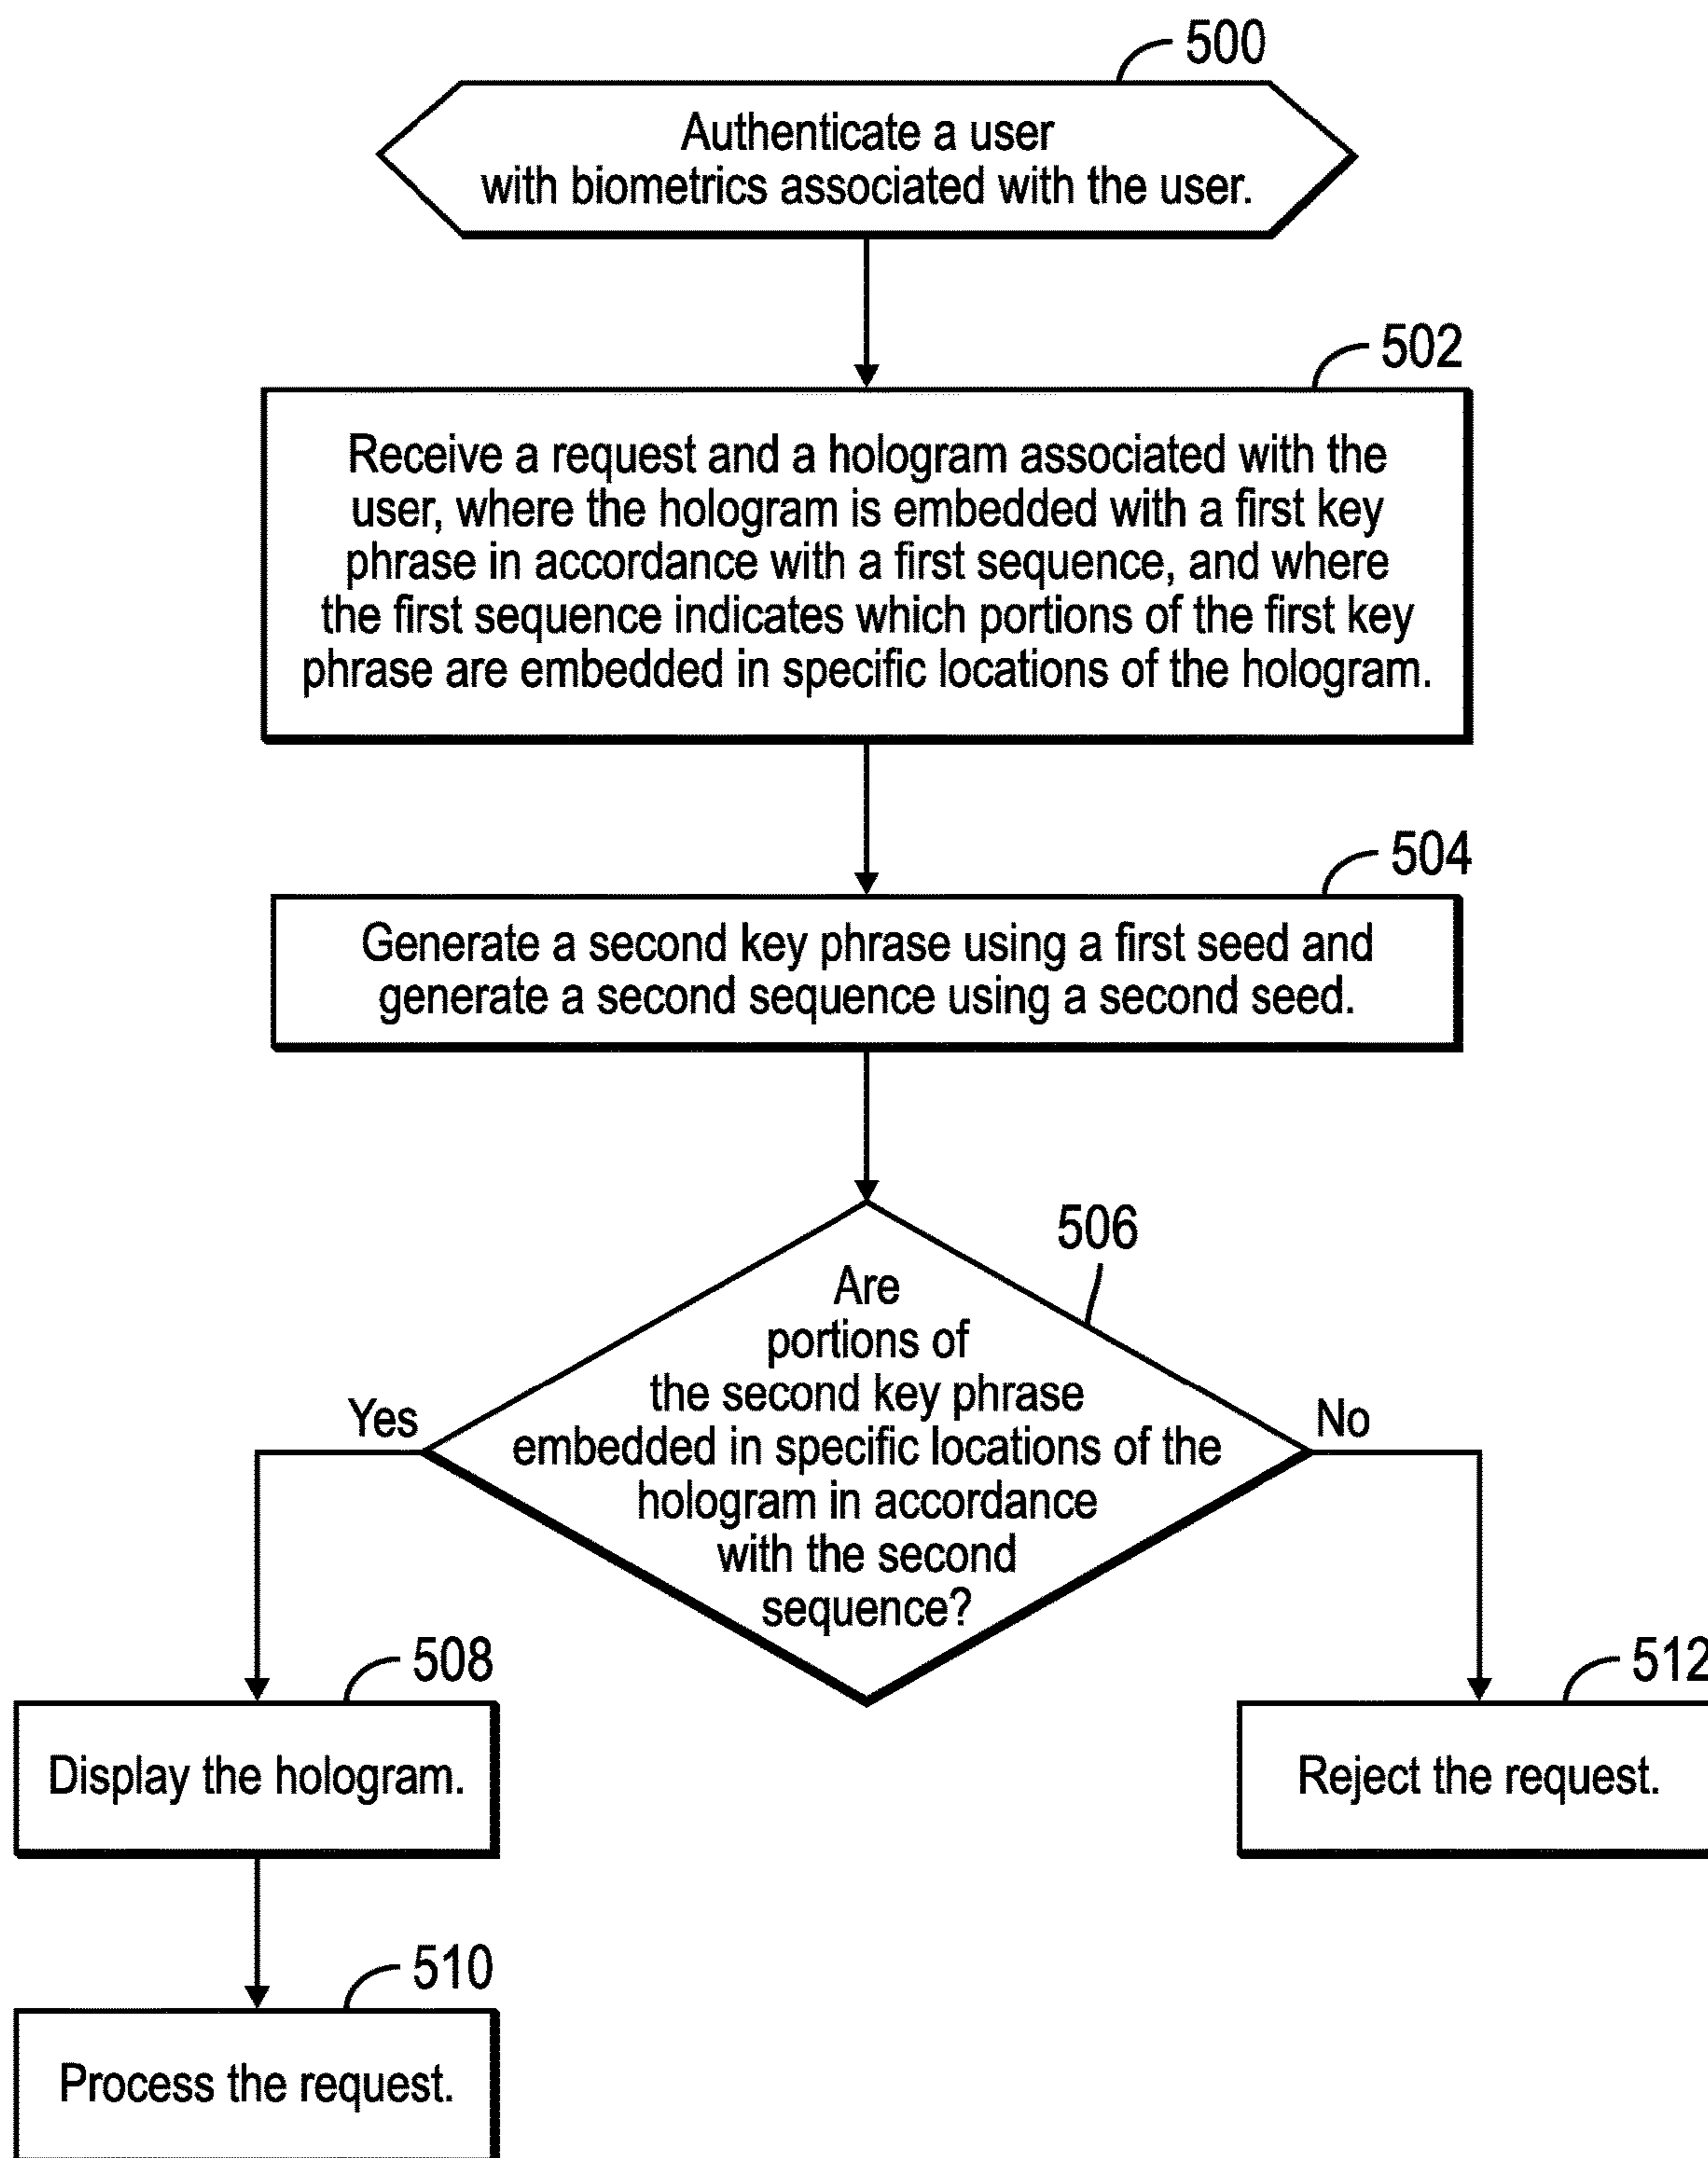 500
Authenticate a user
with biometrics associated with the user.
502
Receive a request and a hologram associated with the
user, where the hologram is embedded with a first key
phrase in accordance with a first sequence, and where
the first sequence indicates which portions of the first key
phrase are embedded in specific locations of the hologram.
504
Generate a second key phrase using a first seed and
generate a second sequence using a second seed.
506
Are
portions of
the second key phrase
embedded in specific locations of the
hologram in accordance
with the second
sequence?
Yes
No
508
Display the hologram.
512
Reject the request.
510
Process the request.